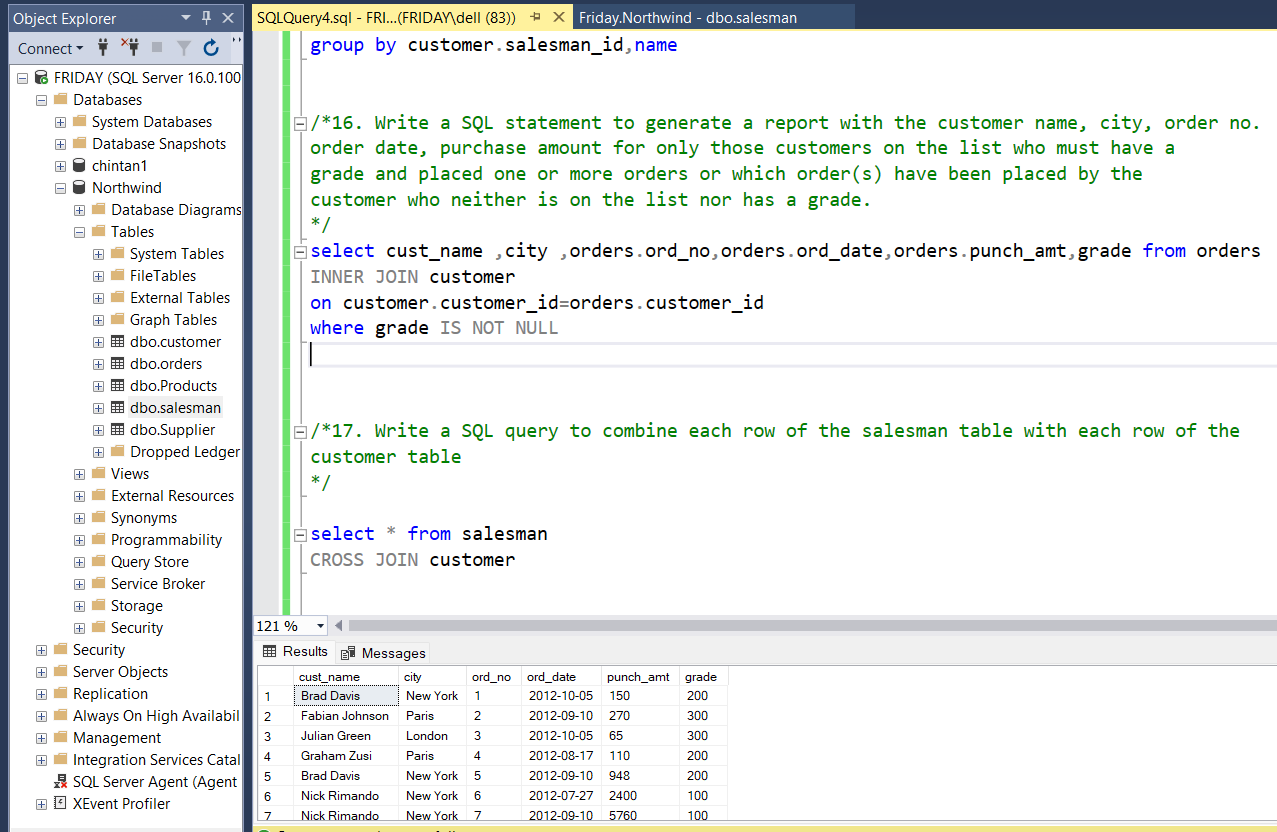 Object Explorer
Connect
FRIDAY (SQL Server 16.0.100
Databases
System Databases
Database Snapshots
chintan1
Northwind
Database Diagrams
Tables
System Tables
FileTables
External Tables
Graph Tables
dbo.customer
dbo.orders
dbo.Products
dbo.salesman
dbo.Supplier
Dropped Ledger
Views
External Resources
Synonyms
Programmability
Query Store
Service Broker
Storage
Security
Security
Server Objects
Replication
Always On High Availabil
Management
Integration Services Catal
SQL Server Agent (Agent
XEvent Profiler
SQLQuery4.sql - FRI...(FRIDAY\dell (83))
Friday.Northwind - dbo.salesman
group by customer.salesman_id,name
/*16. Write a SQL statement to generate a report with the customer name, city, order no.
order date, purchase amount for only those customers on the list who must have a
grade and placed one or more orders or which order(s) have been placed by the
customer who neither is on the list nor has a grade.
*/
select cust_name ,city ,orders.ord_no,orders.ord_date,orders.punch_amt,grade from orders
INNER JOIN customer
on customer.customer_id=orders.customer_id
where grade IS NOT NULL
/*17. Write a SQL query to combine each row of the salesman table with each row of the
customer table
*/
select * from salesman
CROSS JOIN customer
121 %
Results Messages
cust_name city ord_no ord_date punch_amt grade
1 Brad Davis New York 1 2012-10-05 150 200
2 Fabian Johnson Paris 2 2012-09-10 270 300
3 Julian Green London 3 2012-10-05 65 300
4 Graham Zusi Paris 4 2012-08-17 110 200
5 Brad Davis New York 5 2012-09-10 948 200
6 Nick Rimando New York 6 2012-07-27 2400 100
7 Nick Rimando New York 7 2012-09-10 5760 100